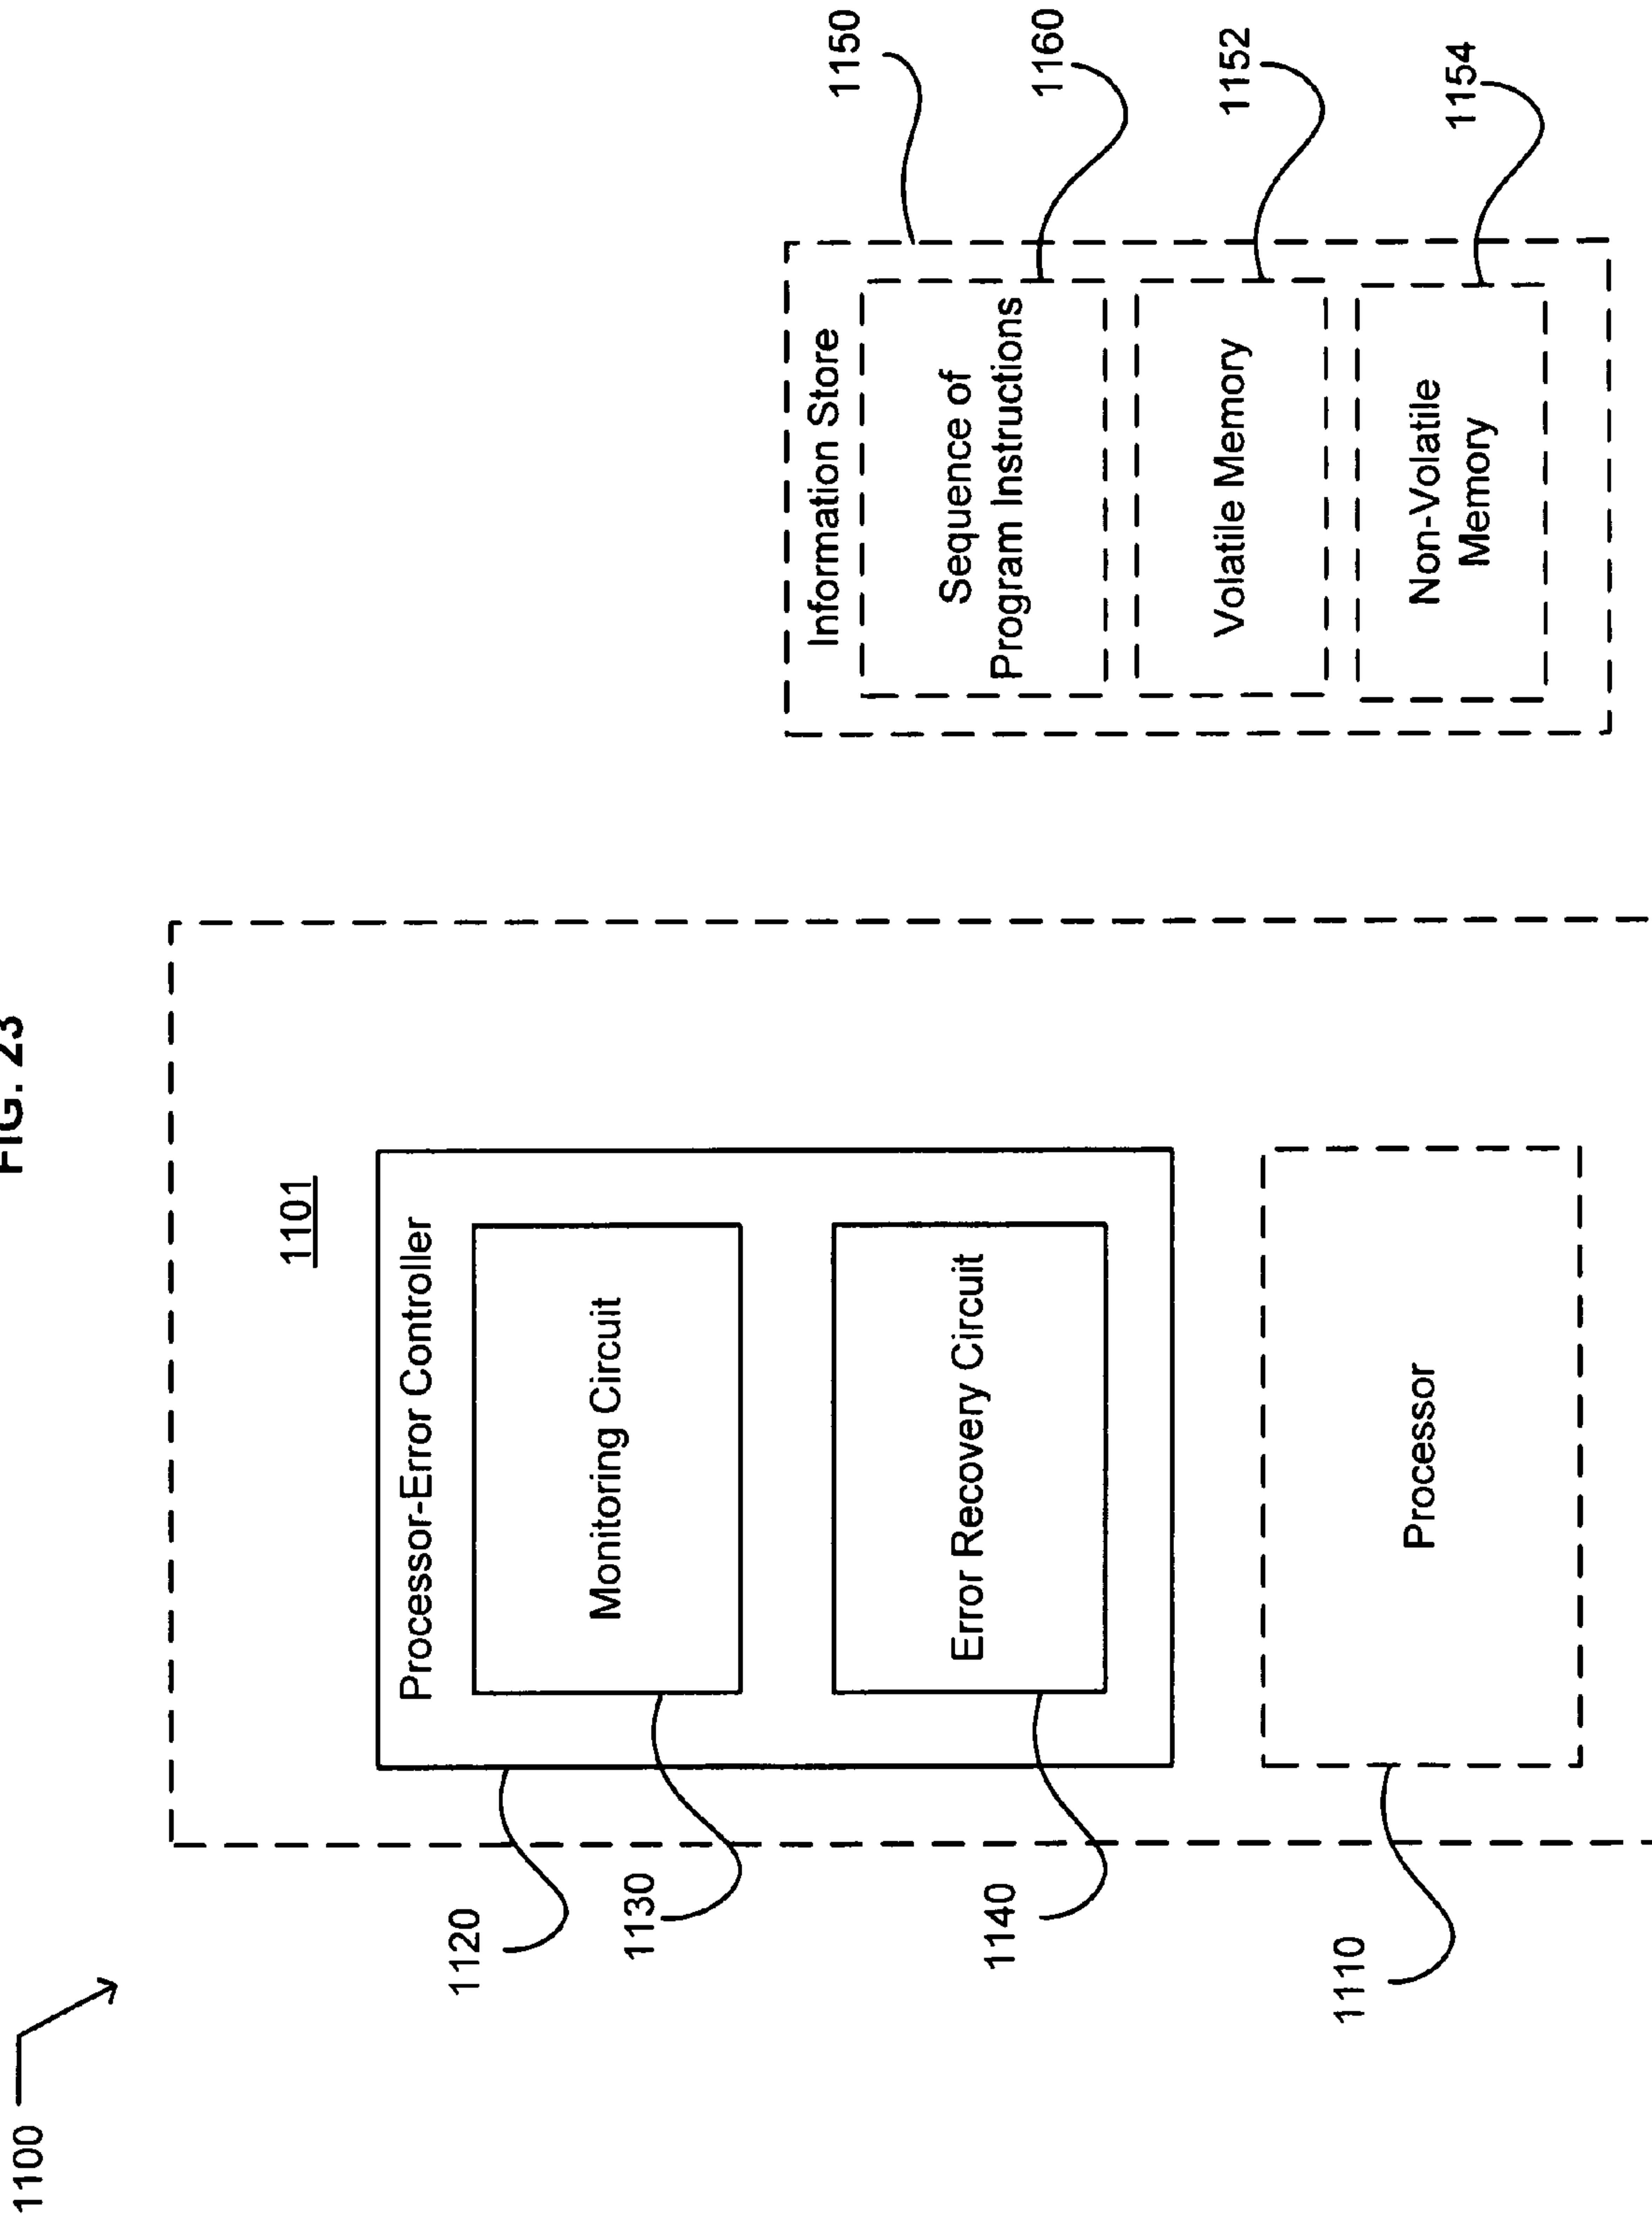 FIG. 23
1100
1101
1120
Processor-Error Controller
1130
Monitoring Circuit
1140
Error Recovery Circuit
1110
Processor
1150
Information Store
1160
Sequence of
Program Instructions
1152
Volatile Memory
1154
Non-Volatile
Memory